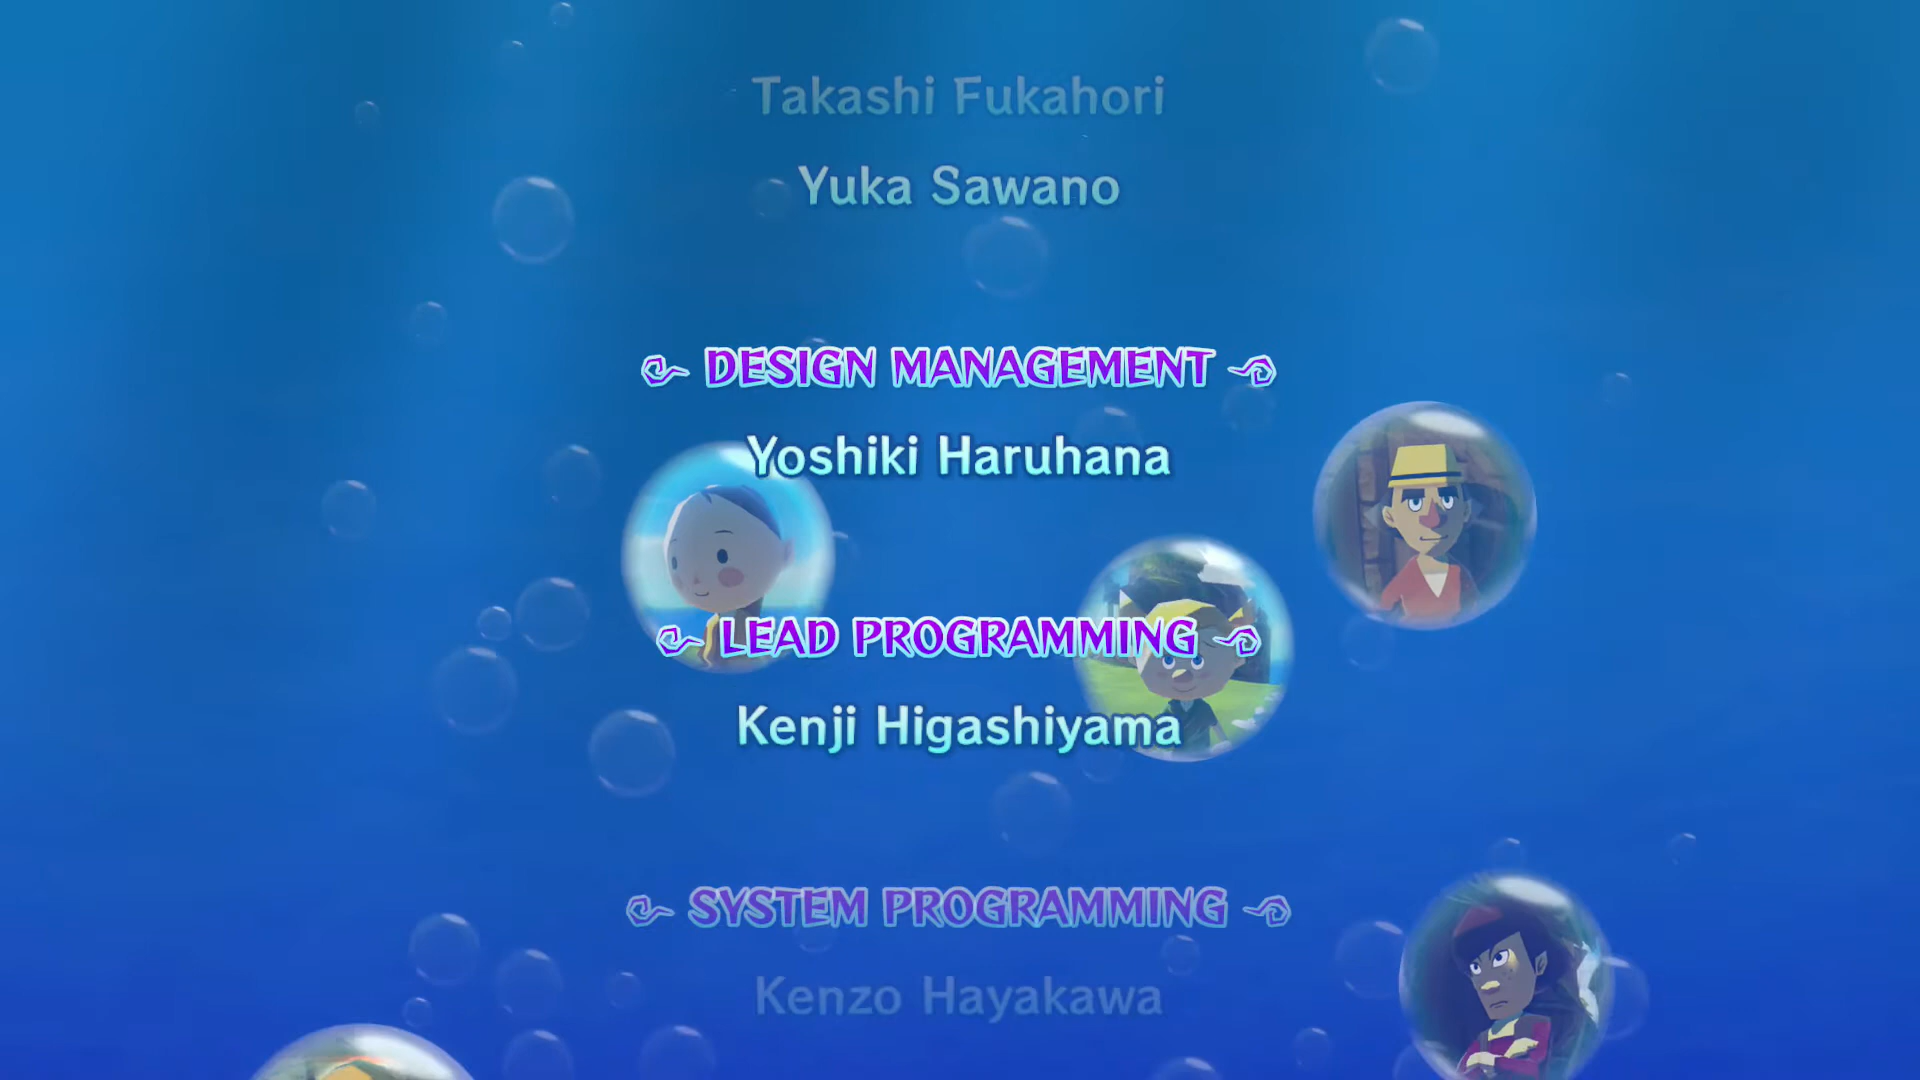 Takashi Fukahori
Yuka Sawano
DESIGN MANAGEMENT
Yoshiki Haruhana
LEAD PROGRAMMING
Kenji Higashiyama
SYSTEM PROGRAMMING
Kenzo Hayakawa